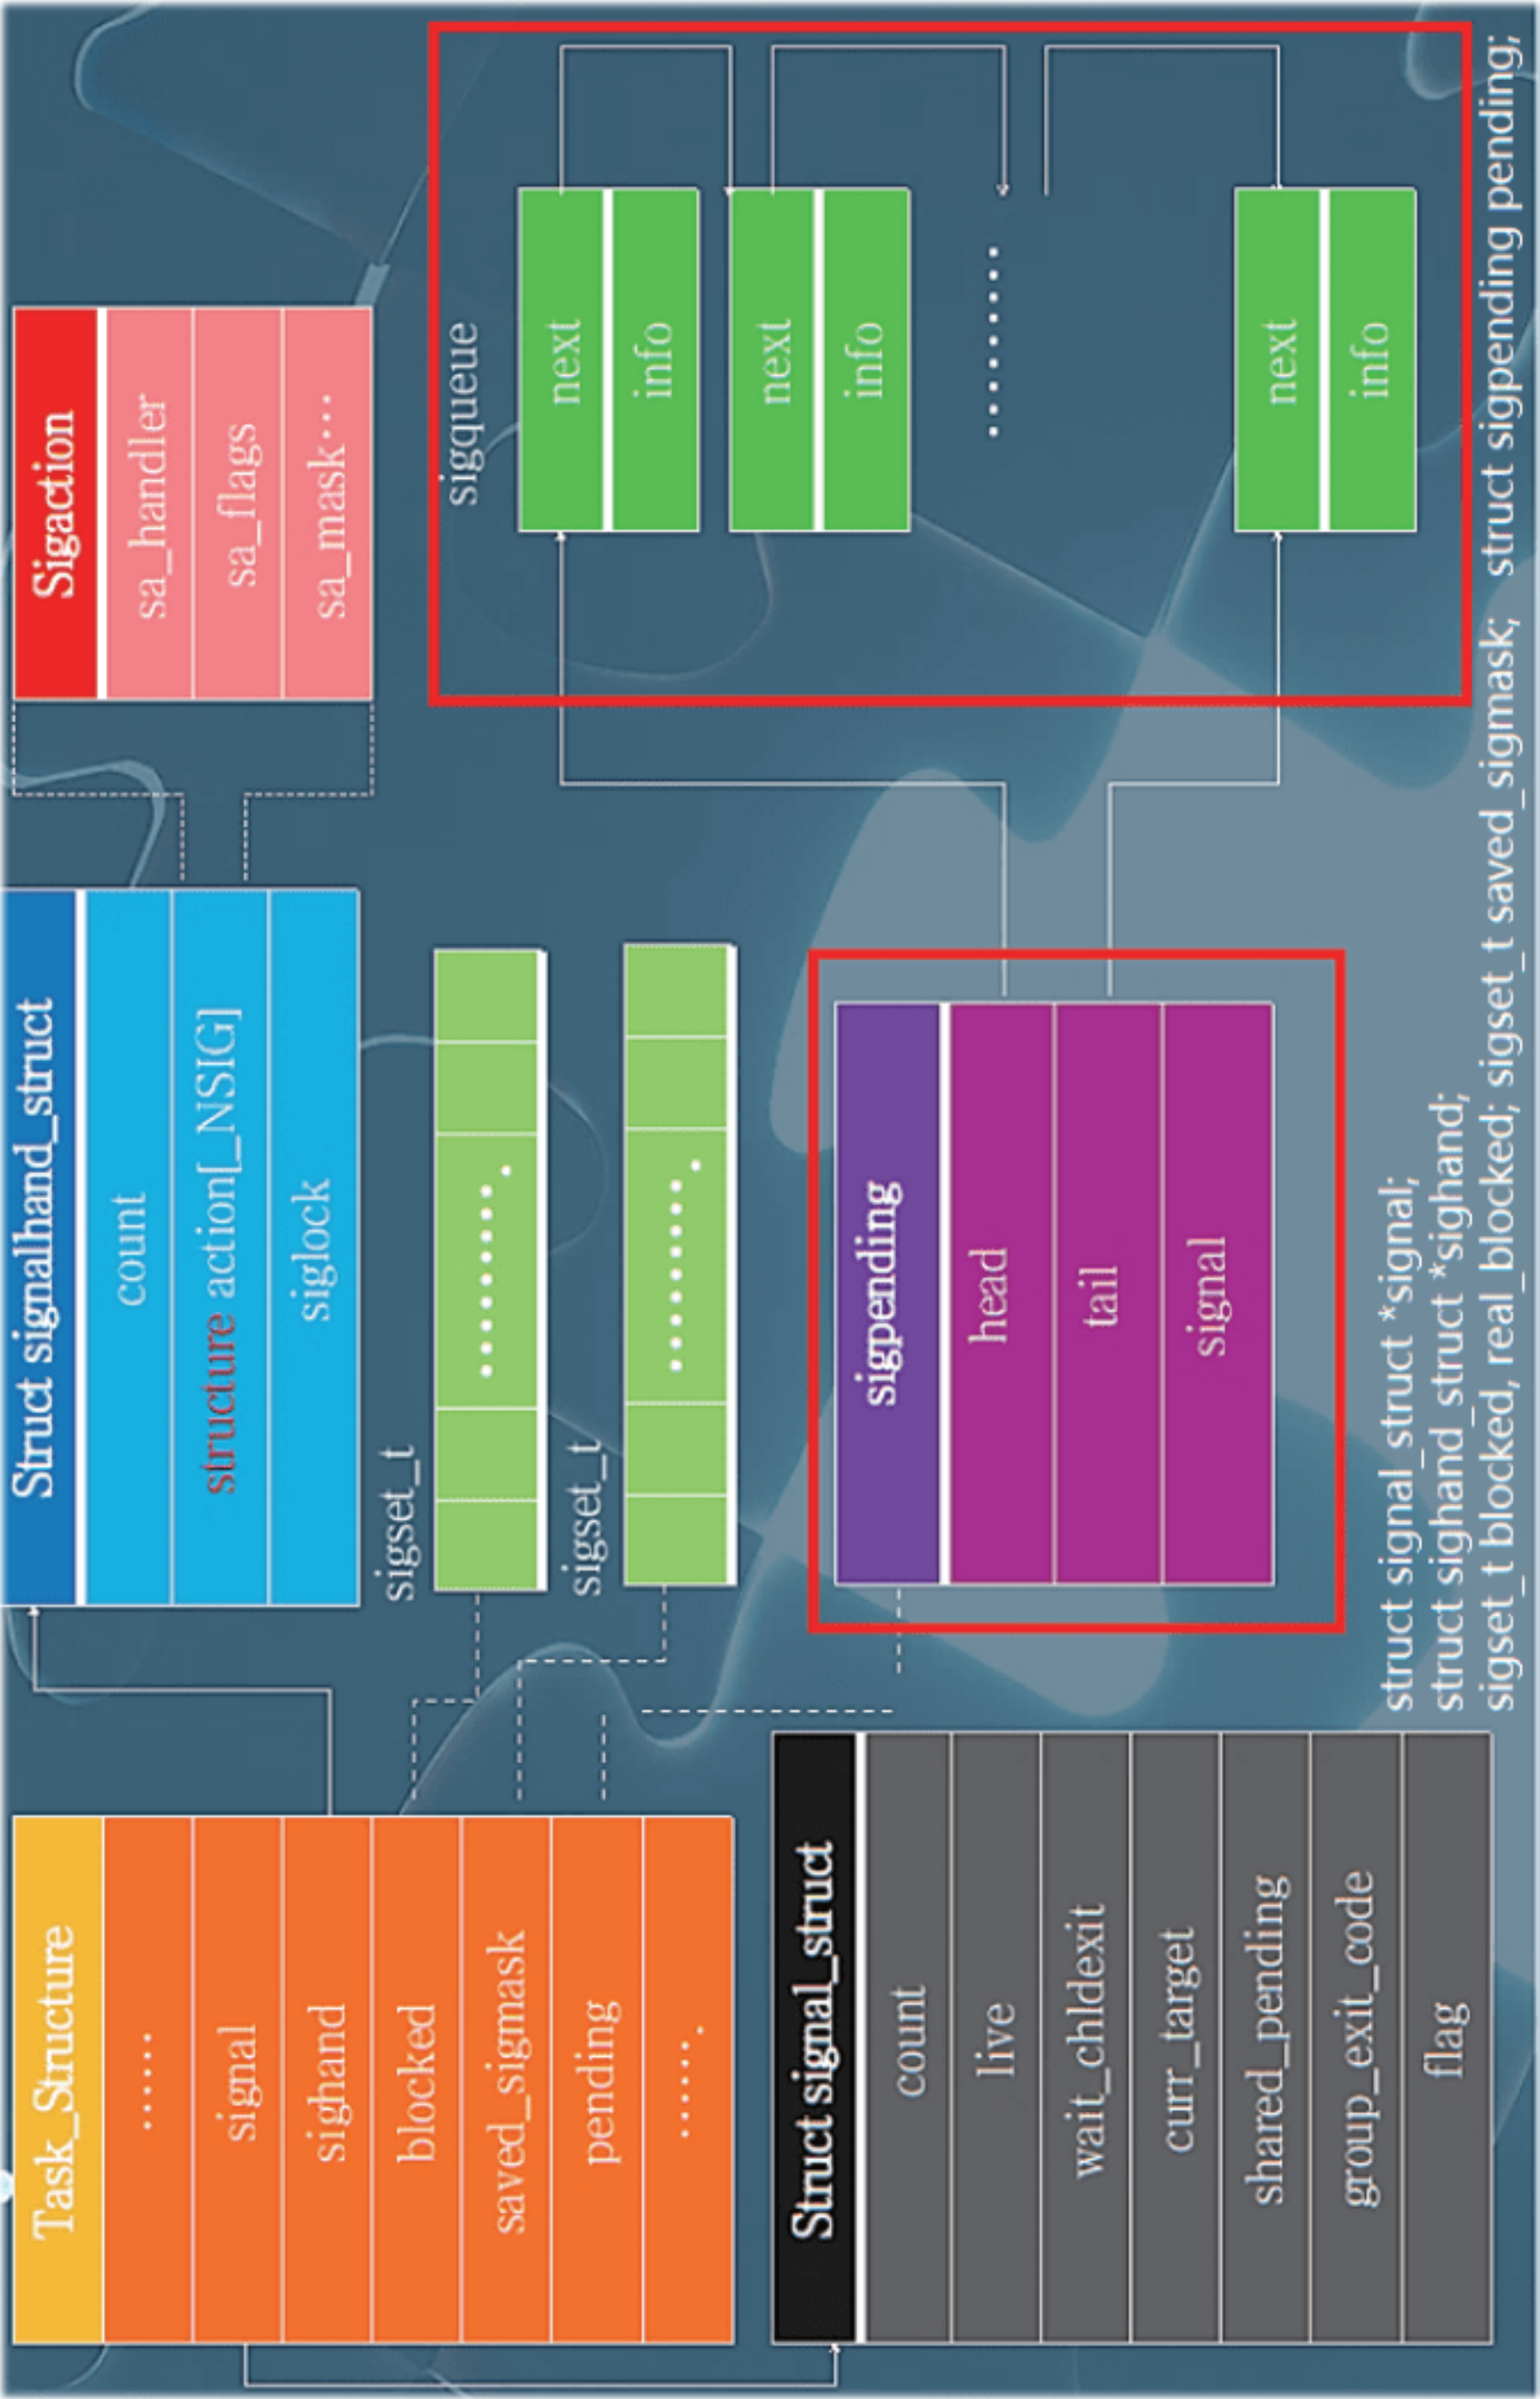 Task_Structure
......
signal
sighand
blocked
saved_sigmask
pending
......
Struct signalhand_struct
count
structure action[_NSIG]
siglock
Sigaction
sa_handler
sa_flags
sa_mask...
sigset_t
..........
sigset_t
..........
Struct signal_struct
count
live
wait_chldexit
curr_target
shared_pending
group_exit_code
flag
sigpending
head
tail
signal
sigqueue
next
info
next
info
.........
next
info
struct signal_struct *signal;
struct sighand_struct *sighand;
sigset_t blocked, real_blocked; sigset_t saved_sigmask; struct sigpending pending;